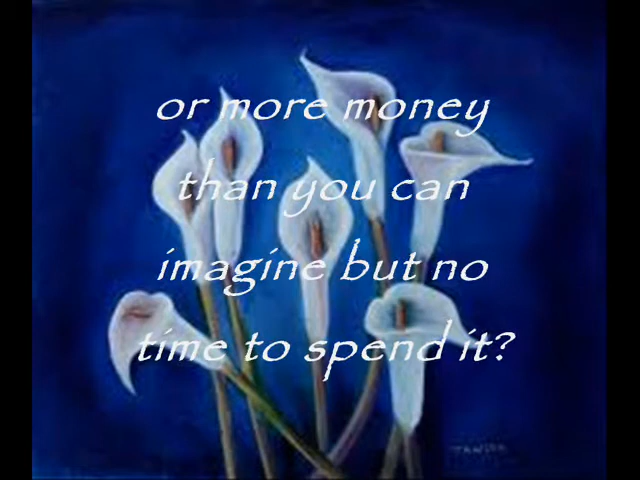 or more money
than you can
imagine but no
time to spend it?